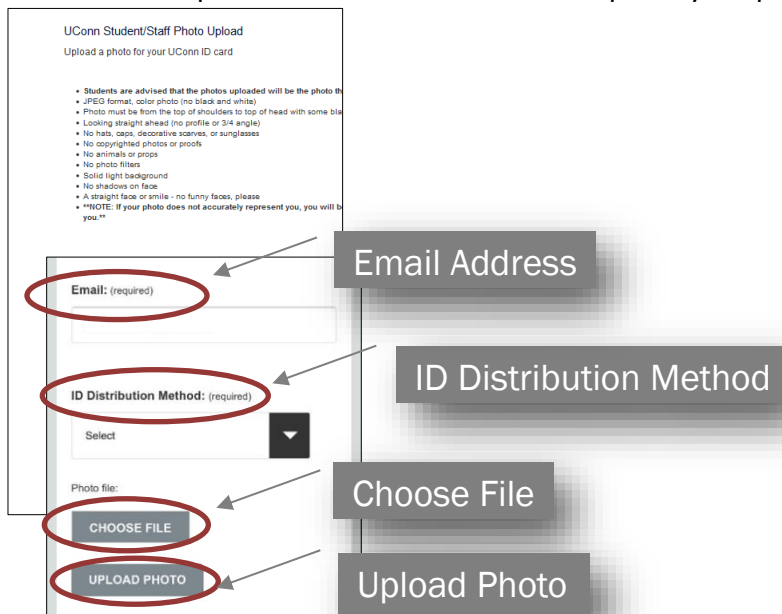 UConn Student/Staff Photo Upload
Upload a photo for your UConn ID card
• Students are advised that the photos uploaded will be the photo th
• JPEG format, color photo (no black and white)
• Photo must be from the top of shoulders to top of head with some bla
• Looking straight ahead (no profile or 3/4 angle)
• No hats, caps, decorative scarves, or sunglasses
• No copyrighted photos or proofs
• No animals or props
• No photo filters
• Solid light background
• No shadows on face
• A straight face or smile - no funny faces, please
• **NOTE: If your photo does not accurately represent you, you will be
you.**
Email Address
Email: (required)
ID Distribution Method
ID Distribution Method: (required)
Select
Photo file:
Choose File
CHOOSE FILE
Upload Photo
UPLOAD PHOTO